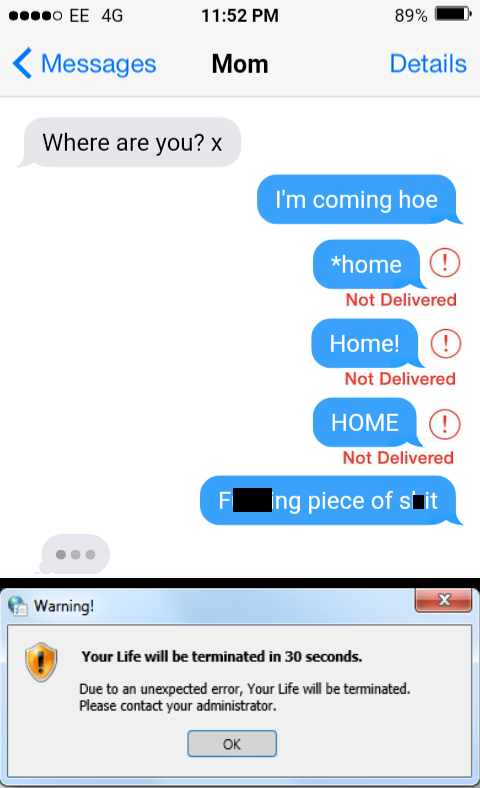 EE 4G 11:52 PM 89%
Messages Mom Details
Where are you? x
I'm coming hoe
*home
Not Delivered
Home!
Not Delivered
HOME
Not Delivered
F ing piece of s it
Warning!
Your Life will be terminated in 30 seconds.
Due to an unexpected error, Your Life will be terminated.
Please contact your administrator.
OK